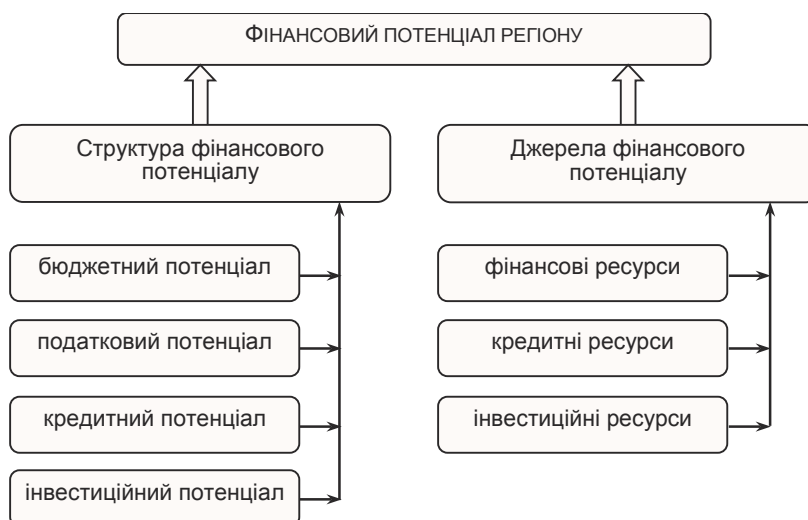 ФІНАНСОВИЙ ПОТЕНЦІАЛ РЕГІОНУ
Структура фінансового
потенціалу
бюджетний потенціал
податковий потенціал
кредитний потенціал
інвестиційний потенціал
Джерела фінансового
потенціалу
фінансові ресурси
кредитні ресурси
інвестиційні ресурси